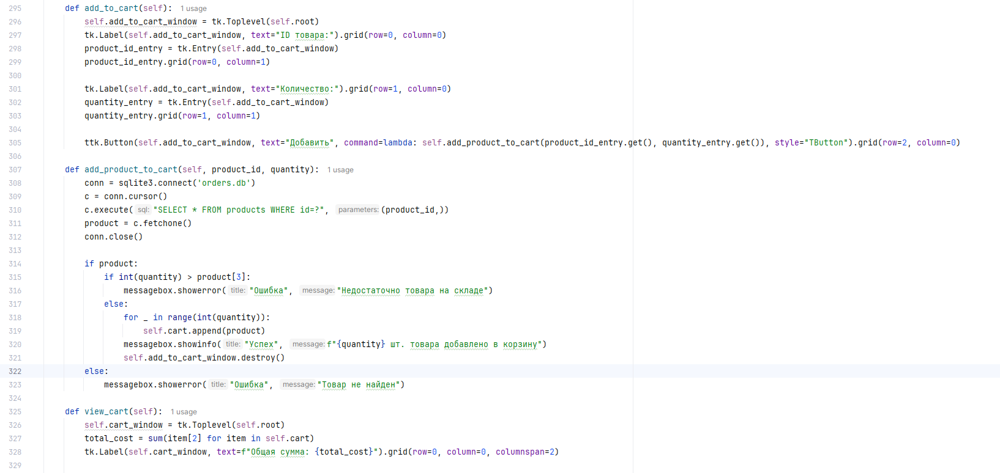 295 def add_to_cart(self): 1 usage
296 self.add_to_cart_window = tk.Toplevel(self.root)
297 tk.Label(self.add_to_cart_window, text="ID товара:").grid(row=0, column=0)
298 product_id_entry = tk.Entry(self.add_to_cart_window)
299 product_id_entry.grid(row=0, column=1)
300
301 tk.Label(self.add_to_cart_window, text="Количество:").grid(row=1, column=0)
302 quantity_entry = tk.Entry(self.add_to_cart_window)
303 quantity_entry.grid(row=1, column=1)
304
305 ttk.Button(self.add_to_cart_window, text="Добавить", command=lambda: self.add_product_to_cart(product_id_entry.get(), quantity_entry.get()), style="TButton").grid(row=2, column=0)
306
307 def add_product_to_cart(self, product_id, quantity): 1 usage
308 conn = sqlite3.connect('orders.db')
309 c = conn.cursor()
310 c.execute( sql: "SELECT * FROM products WHERE id=?", parameters: (product_id,))
311 product = c.fetchone()
312 conn.close()
313
314 if product:
315 if int(quantity) > product[3]:
316 messagebox.showerror( title: "Ошибка", message: "Недостаточно товара на складе")
317 else:
318 for _ in range(int(quantity)):
319 self.cart.append(product)
320 messagebox.showinfo( title: "Успех", message: f"{quantity} шт. товара добавлено в корзину")
321 self.add_to_cart_window.destroy()
322 else:
323 messagebox.showerror( title: "Ошибка", message: "Товар не найден")
324
325 def view_cart(self): 1 usage
326 self.cart_window = tk.Toplevel(self.root)
327 total_cost = sum(item[2] for item in self.cart)
328 tk.Label(self.cart_window, text=f"Общая сумма: {total_cost}").grid(row=0, column=0, columnspan=2)
329